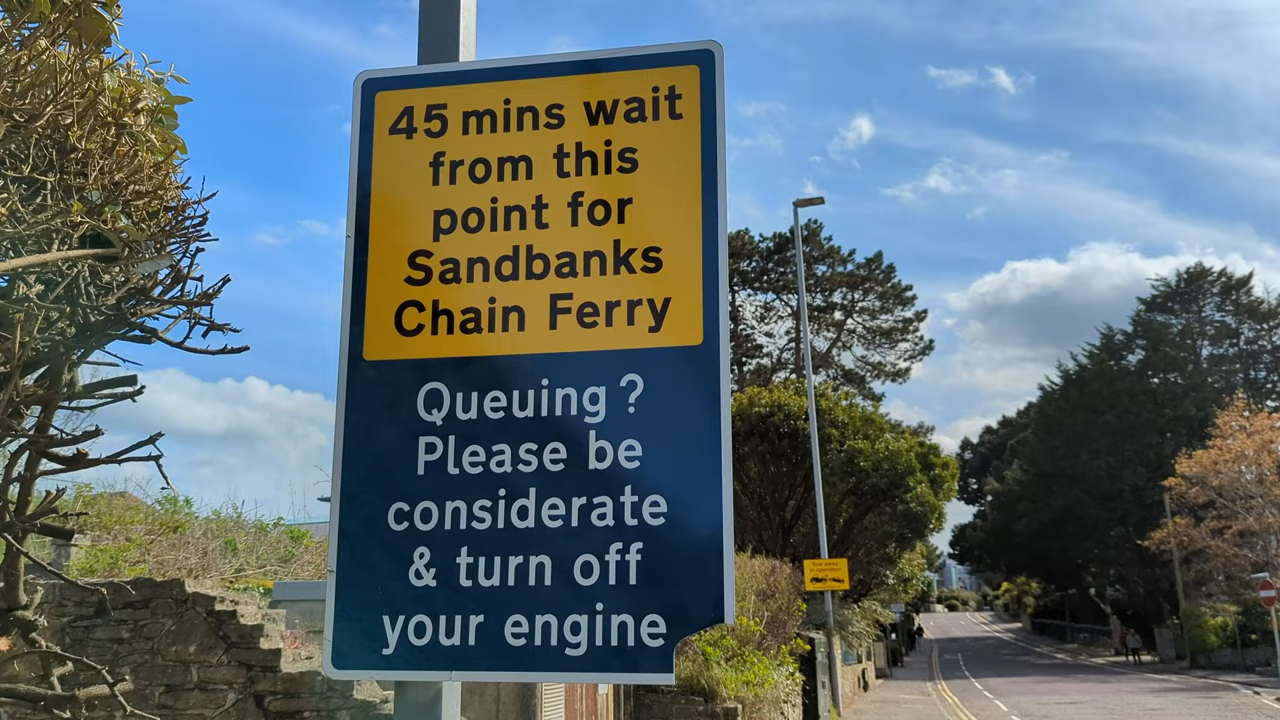 45 mins wait
from this
point for
Sandbanks
Chain Ferry
Queuing ?
Please be
considerate
& turn off
your engine